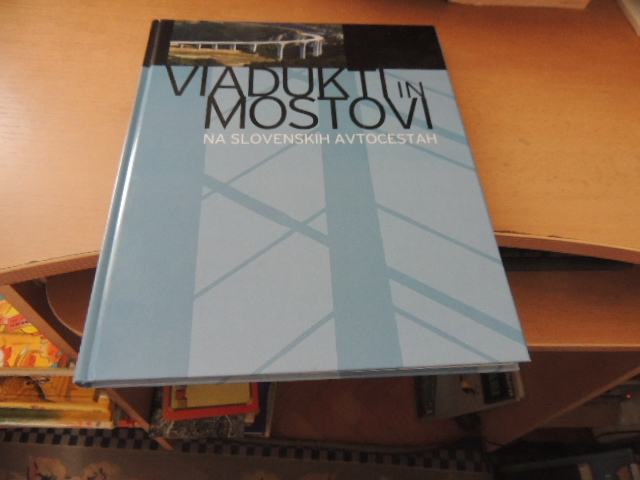 VIADUKTI IN
MOSTOVI
NA SLOVENSKIH AVTOCESTAH